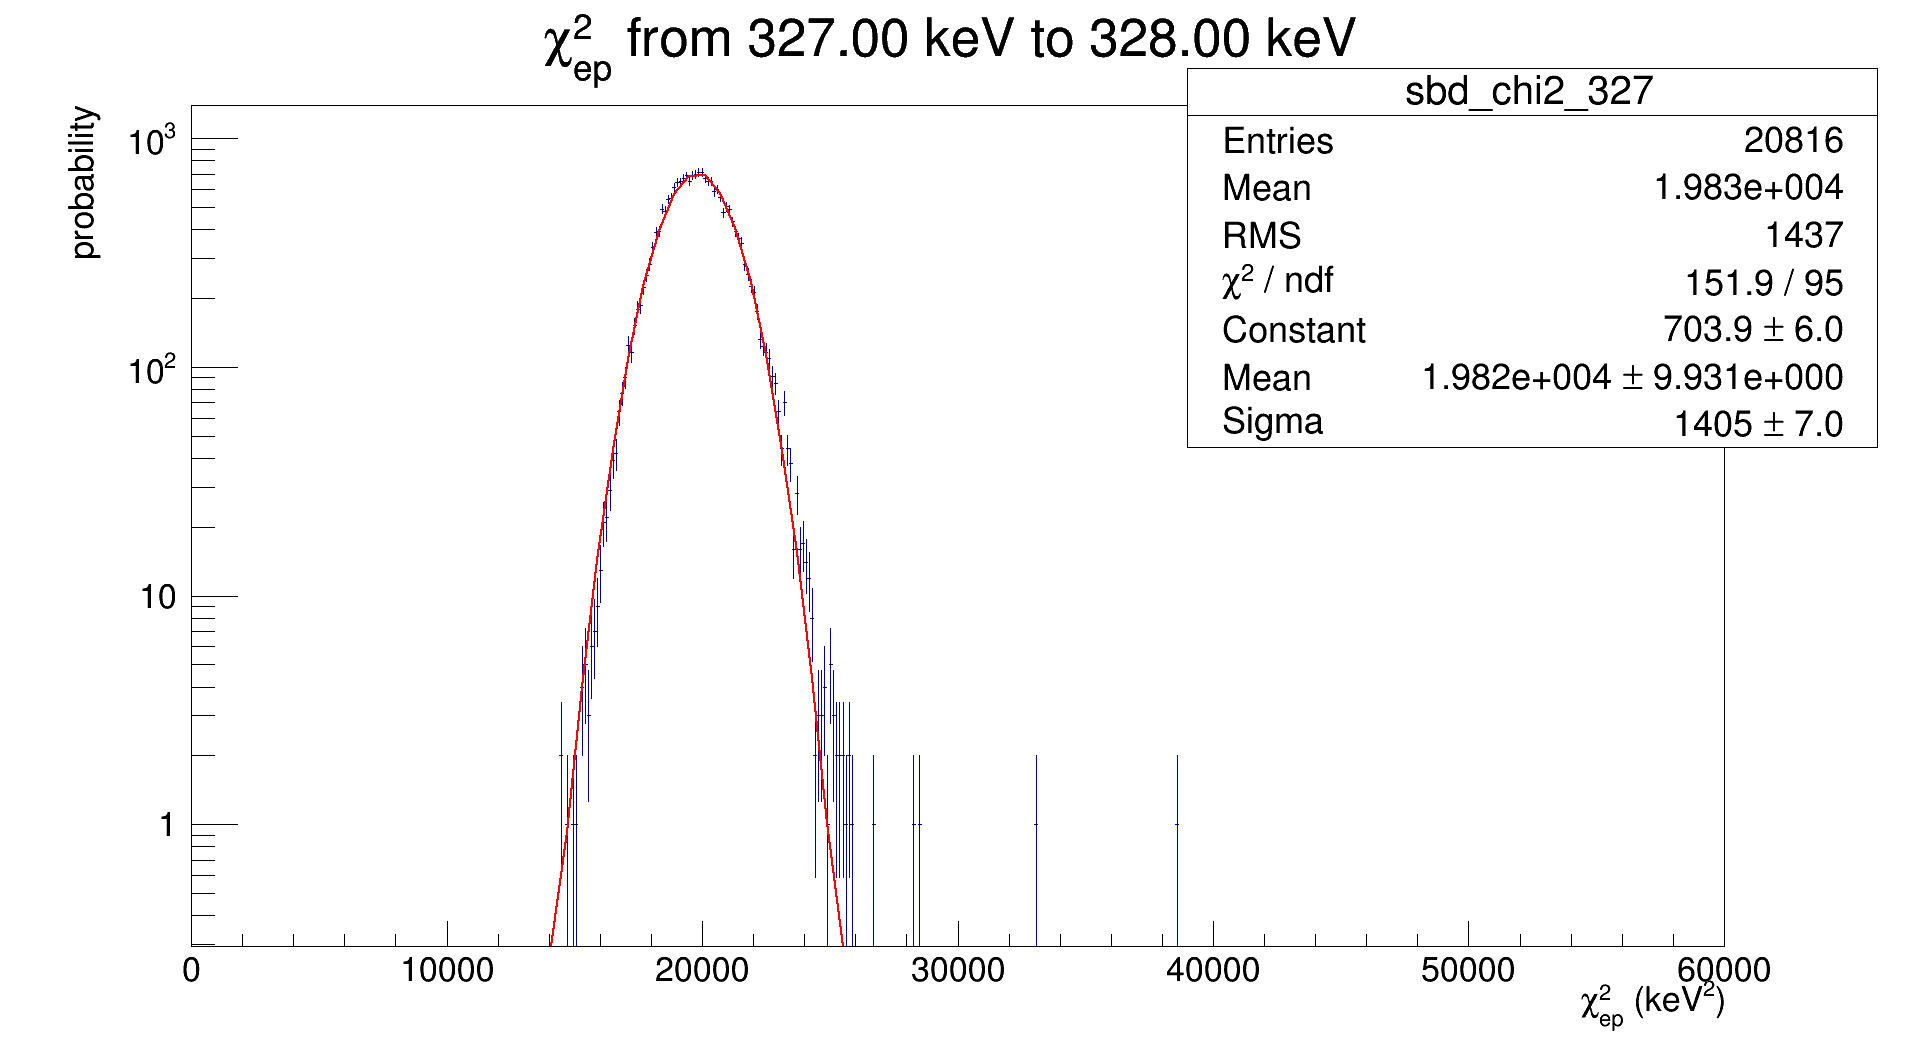 χ²ep from 327.00 keV to 328.00 keV
sbd_chi2_327
Entries 20816
Mean 1.983e+004
RMS 1437
χ² / ndf 151.9 / 95
Constant 703.9 ± 6.0
Mean 1.982e+004 ± 9.931e+000
Sigma 1405 ± 7.0
probability
10³
10²
10
1
0 10000 20000 30000 40000 50000 60000
χ²ep (keV²)